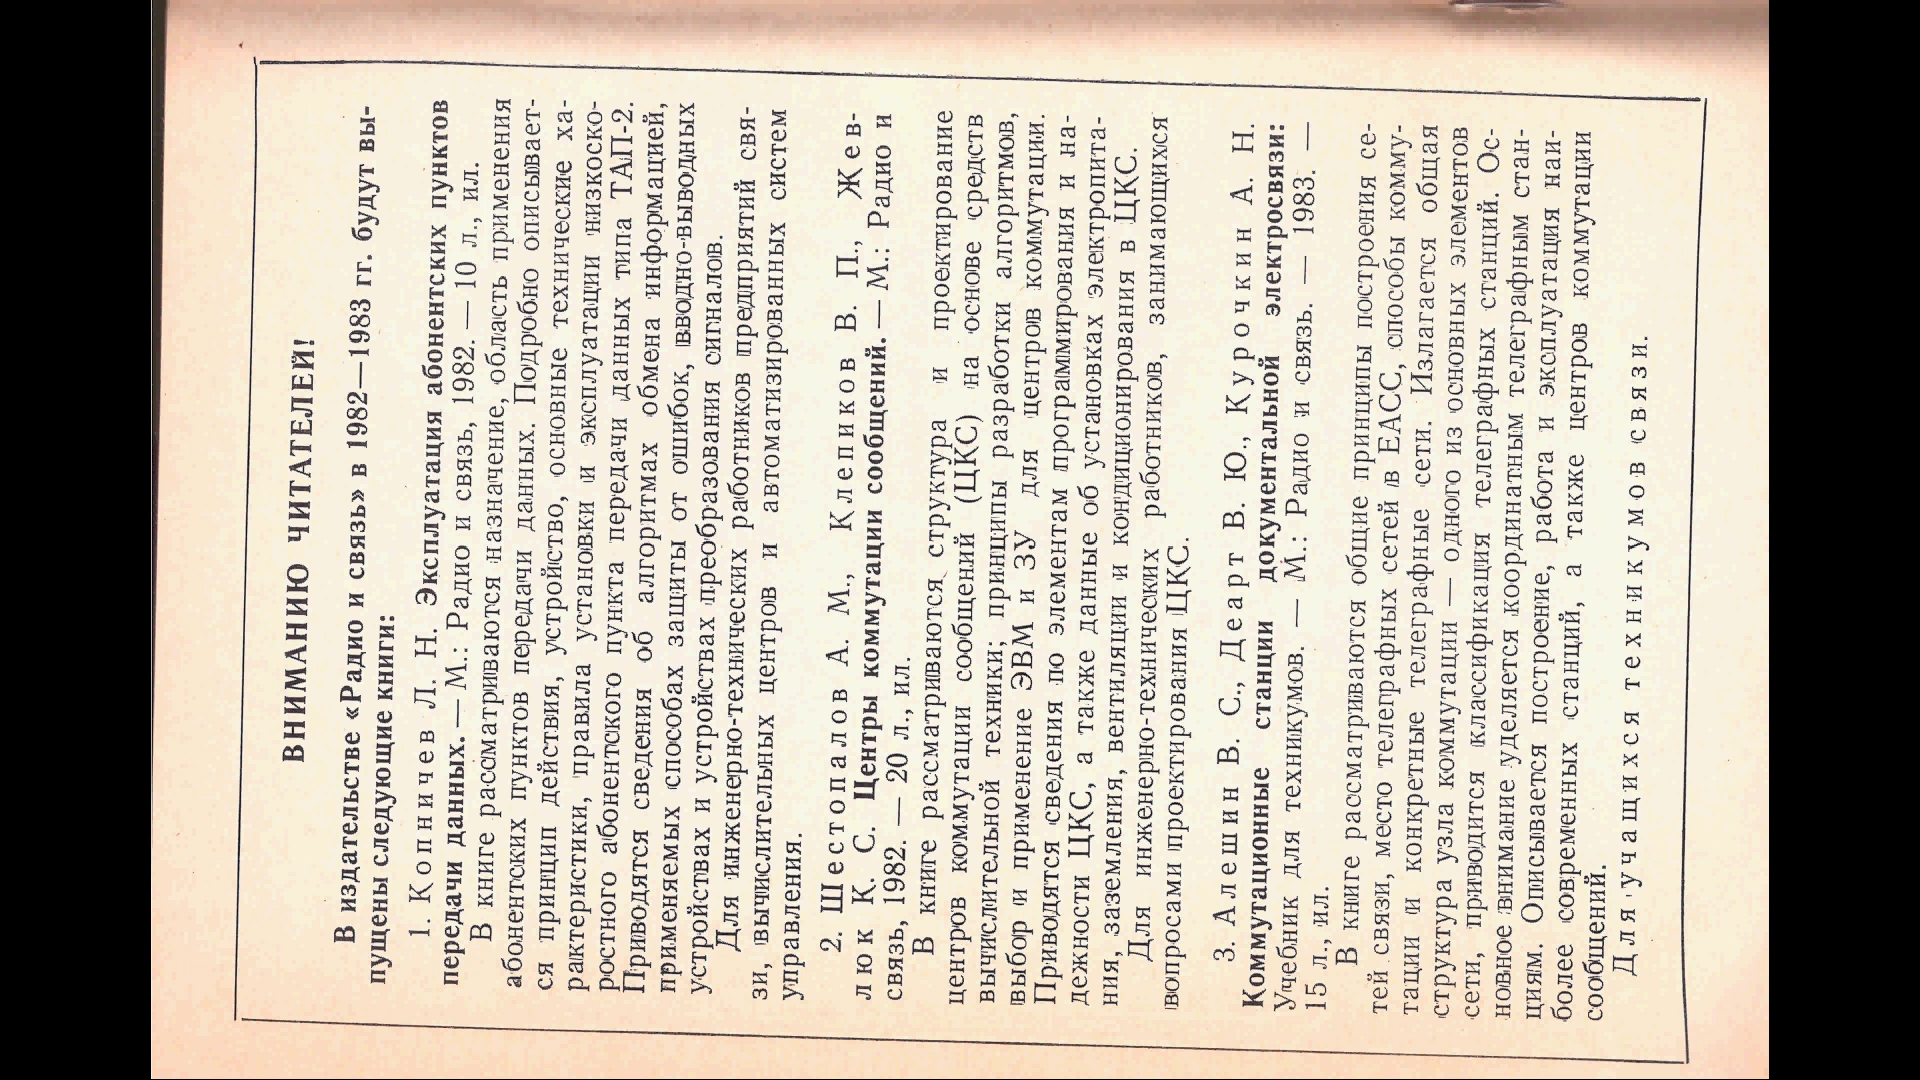 ВНИМАНИЮ ЧИТАТЕЛЕЙ!
В издательстве «Радио и связь» в 1982—1983 гг. будут вы-
пущены следующие книги:
1. Копничев Л. Н. Эксплуатация абонентских пунктов
передачи данных. — М.: Радио и связь, 1982. — 10 л., ил.
В книге рассматриваются назначение, область применения
абонентских пунктов передачи данных. Подробно описывает-
ся принцип действия, устройство, основные технические ха-
рактеристики, правила установки и эксплуатации низкоско-
ростного абонентского пункта передачи данных типа ТАП-2.
Приводятся сведения об алгоритмах обмена информацией,
применяемых способах защиты от ошибок, вводно-выводных
устройствах и устройствах преобразования сигналов.
Для инженерно-технических работников предприятий свя-
зи, вычислительных центров и автоматизированных систем
управления.
2. Шестопалов А. М., Клепиков В. П., Жев-
люк К. С. Центры коммутации сообщений. — М.: Радио и
связь, 1982. — 20 л., ил.
В книге рассматриваются структура и проектирование
центров коммутации сообщений (ЦКС) на основе средств
вычислительной техники; принципы разработки алгоритмов,
выбор и применение ЭВМ и ЗУ для центров коммутации.
Приводятся сведения по элементам программирования и на-
дежности ЦКС, а также данные об установках электропита-
ния, заземления, вентиляции и кондиционирования в ЦКС.
Для инженерно-технических работников, занимающихся
вопросами проектирования ЦКС.
3. Алешин В. С., Деарт В. Ю., Курочкин А. Н.
Коммутационные станции документальной электросвязи:
Учебник для техникумов. — М.: Радио и связь. — 1983. —
15 л., ил.
В книге рассматриваются общие принципы построения се-
тей связи, место телеграфных сетей в ЕАСС, способы комму-
тации и конкретные телеграфные сети. Излагается общая
структура узла коммутации — одного из основных элементов
сети, приводится классификация телеграфных станций. Ос-
новное внимание уделяется координатным телеграфным стан-
циям. Описывается построение, работа и эксплуатация наи-
более современных станций, а также центров коммутации
сообщений.
Для учащихся техникумов связи.